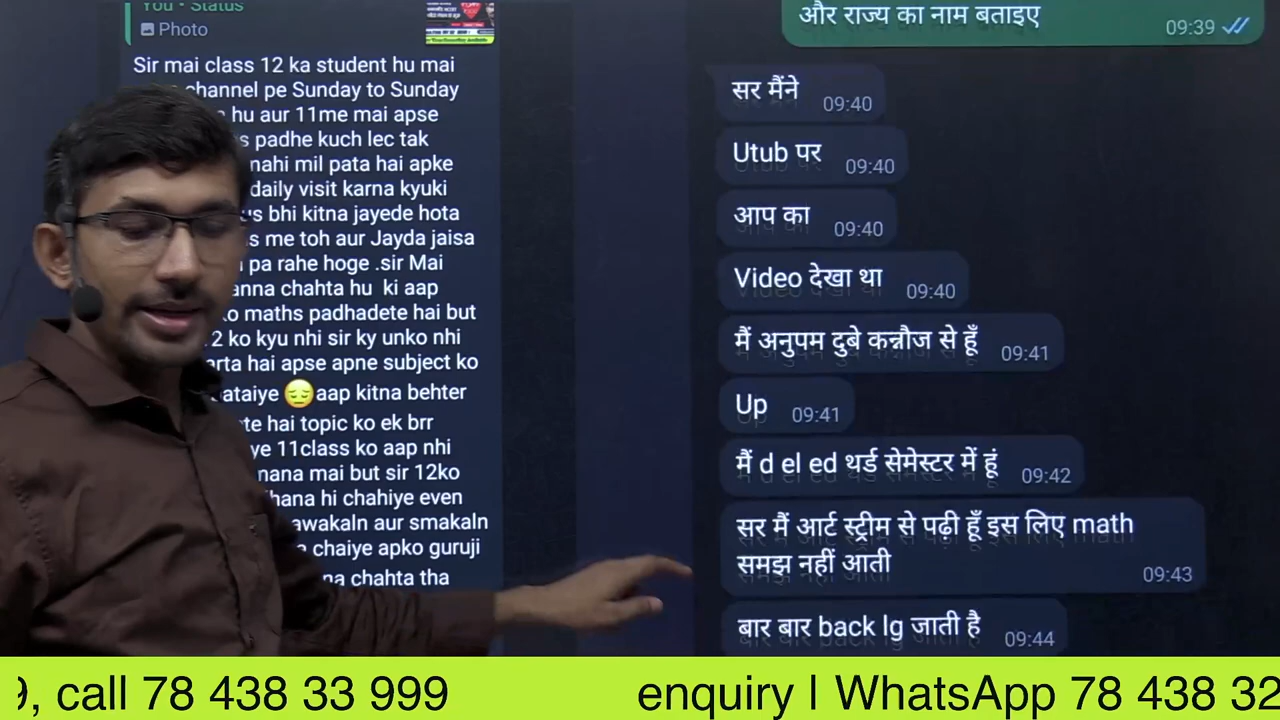 You • Status
Photo
Sir mai class 12 ka student hu mai
channel pe Sunday to Sunday
hu aur 11me mai apse
padhe kuch lec tak
mahi mil pata hai apke
daily visit karna kyuki
bhi kitna jayede hota
me toh aur Jayda jaisa
pa rahe hoge .sir Mai
chahta hu ki aap
maths padhadete hai but
ko kyu nhi sir ky unko nhi
hai apse apne subject ko
😔 aap kitna behter
hai topic ko ek brr
11class ko aap nhi
mai but sir 12ko
hi chahiye even
aur smakaln
chaiye apko guruji
chahta tha
और राज्य का नाम बताइए
09:39
सर मैंने 09:40
Utub पर 09:40
आप का 09:40
Video देखा था 09:40
मैं अनुपम दुबे कन्नौज से हूँ 09:41
Up 09:41
मैं d el ed थर्ड सेमेस्टर में हूं 09:42
सर मैं आर्ट स्ट्रीम से पढ़ी हूँ इस लिए math
समझ नहीं आती 09:43
बार बार back lg जाती है 09:44
9, call 78 438 33 999 enquiry I WhatsApp 78 438 32